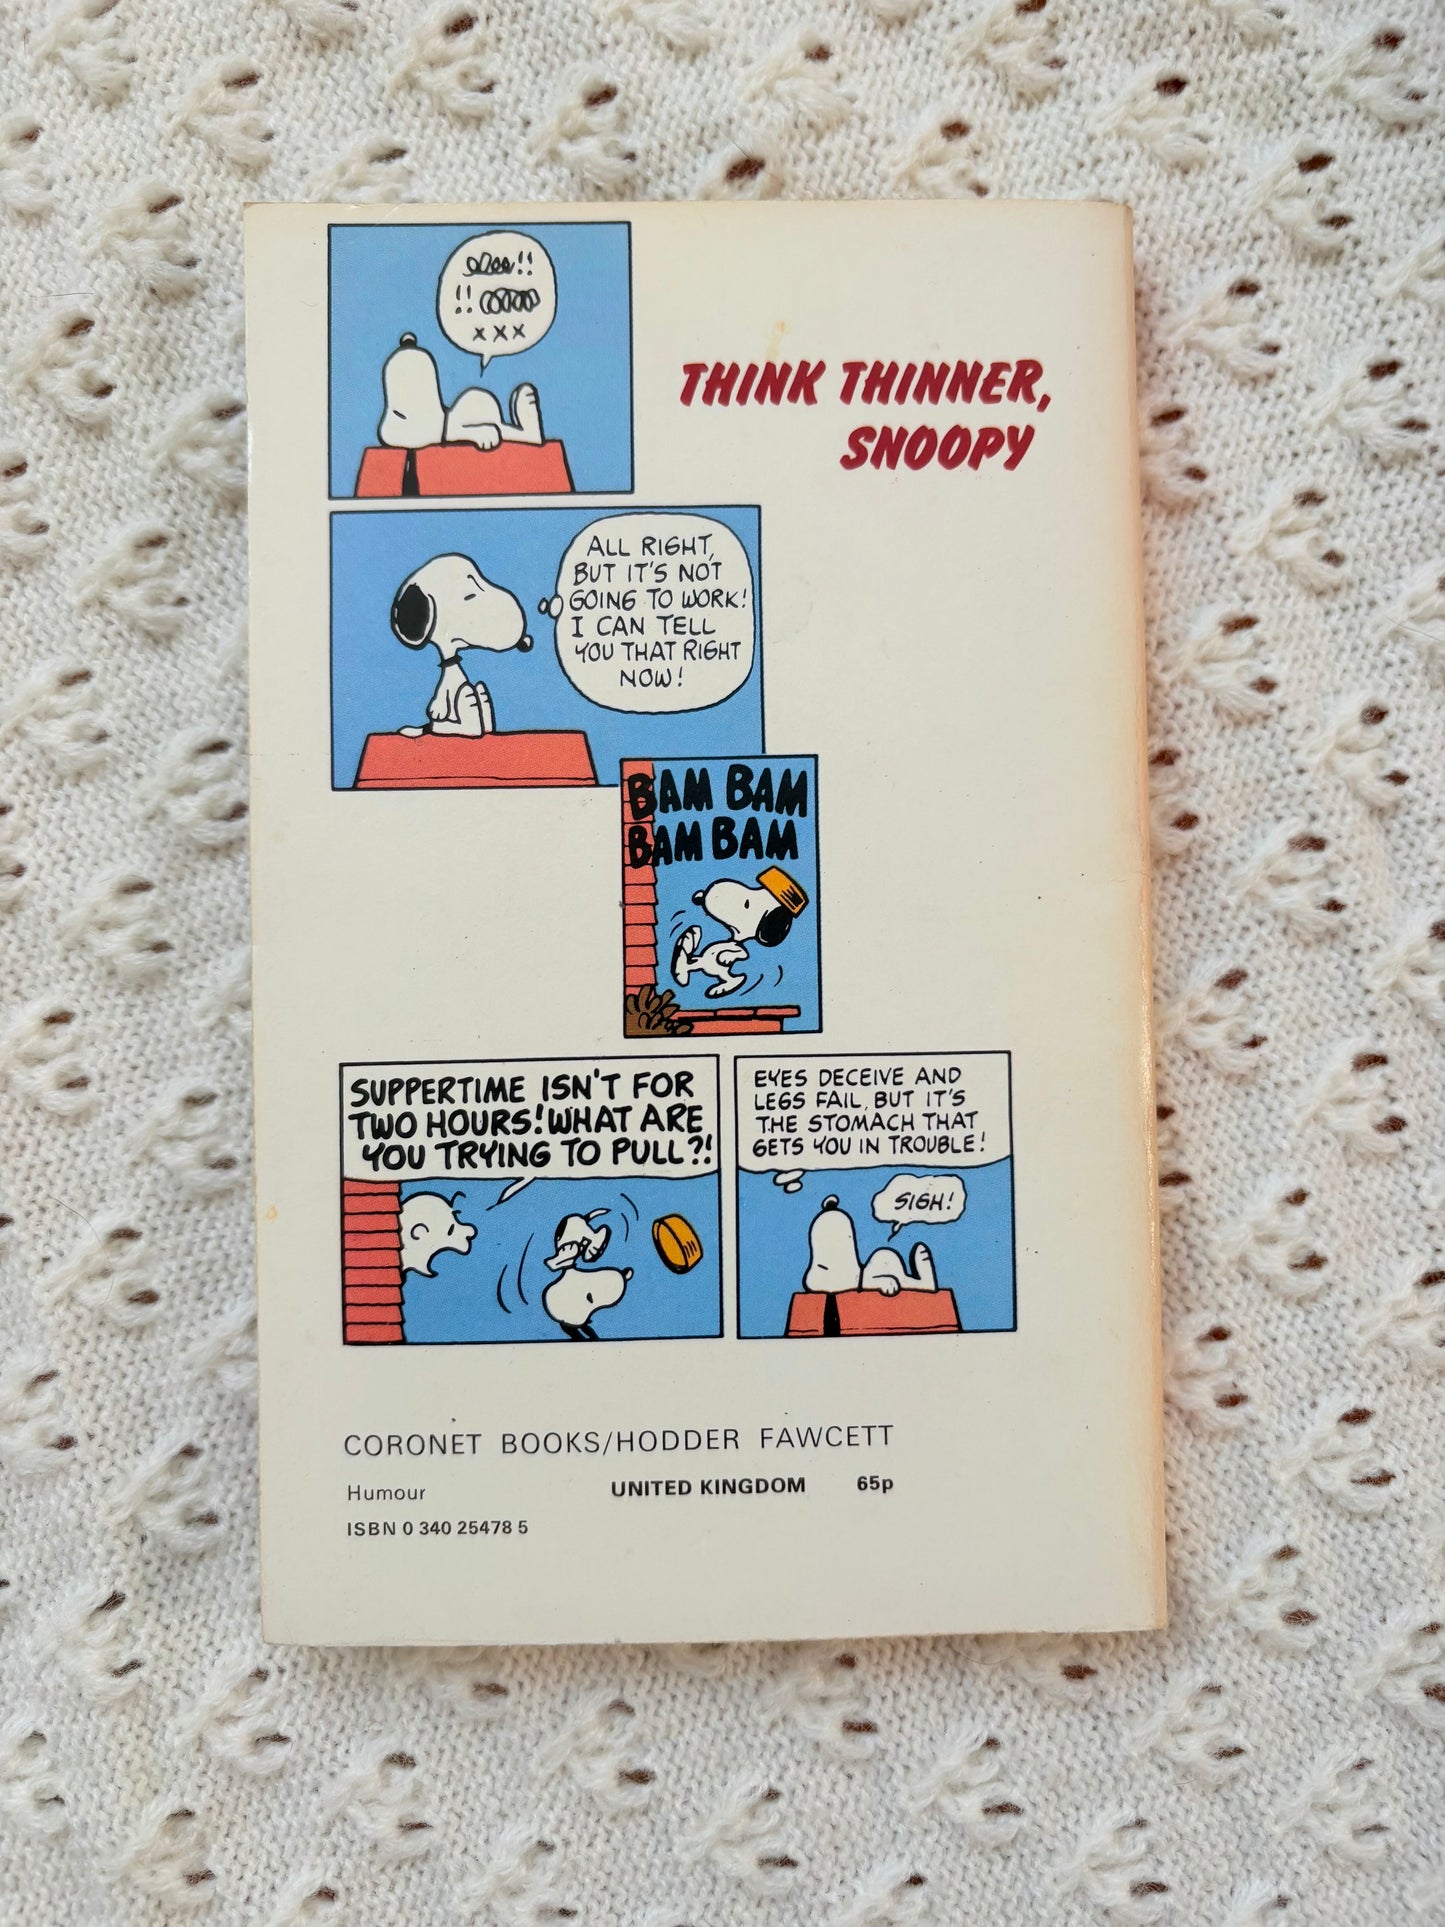 !!
!!
XXX
THINK THINNER,
SNOOPY
ALL RIGHT,
BUT IT'S NOT
GOING TO WORK!
I CAN TELL
YOU THAT RIGHT
NOW!
BAM BAM
BAM BAM
SUPPERTIME ISN'T FOR
TWO HOURS! WHAT ARE
YOU TRYING TO PULL?!
EYES DECEIVE AND
LEGS FAIL, BUT IT'S
THE STOMACH THAT
GETS YOU IN TROUBLE!
SIGH!
CORONET BOOKS/HODDER FAWCETT
Humour UNITED KINGDOM 65p
ISBN 0 340 25478 5